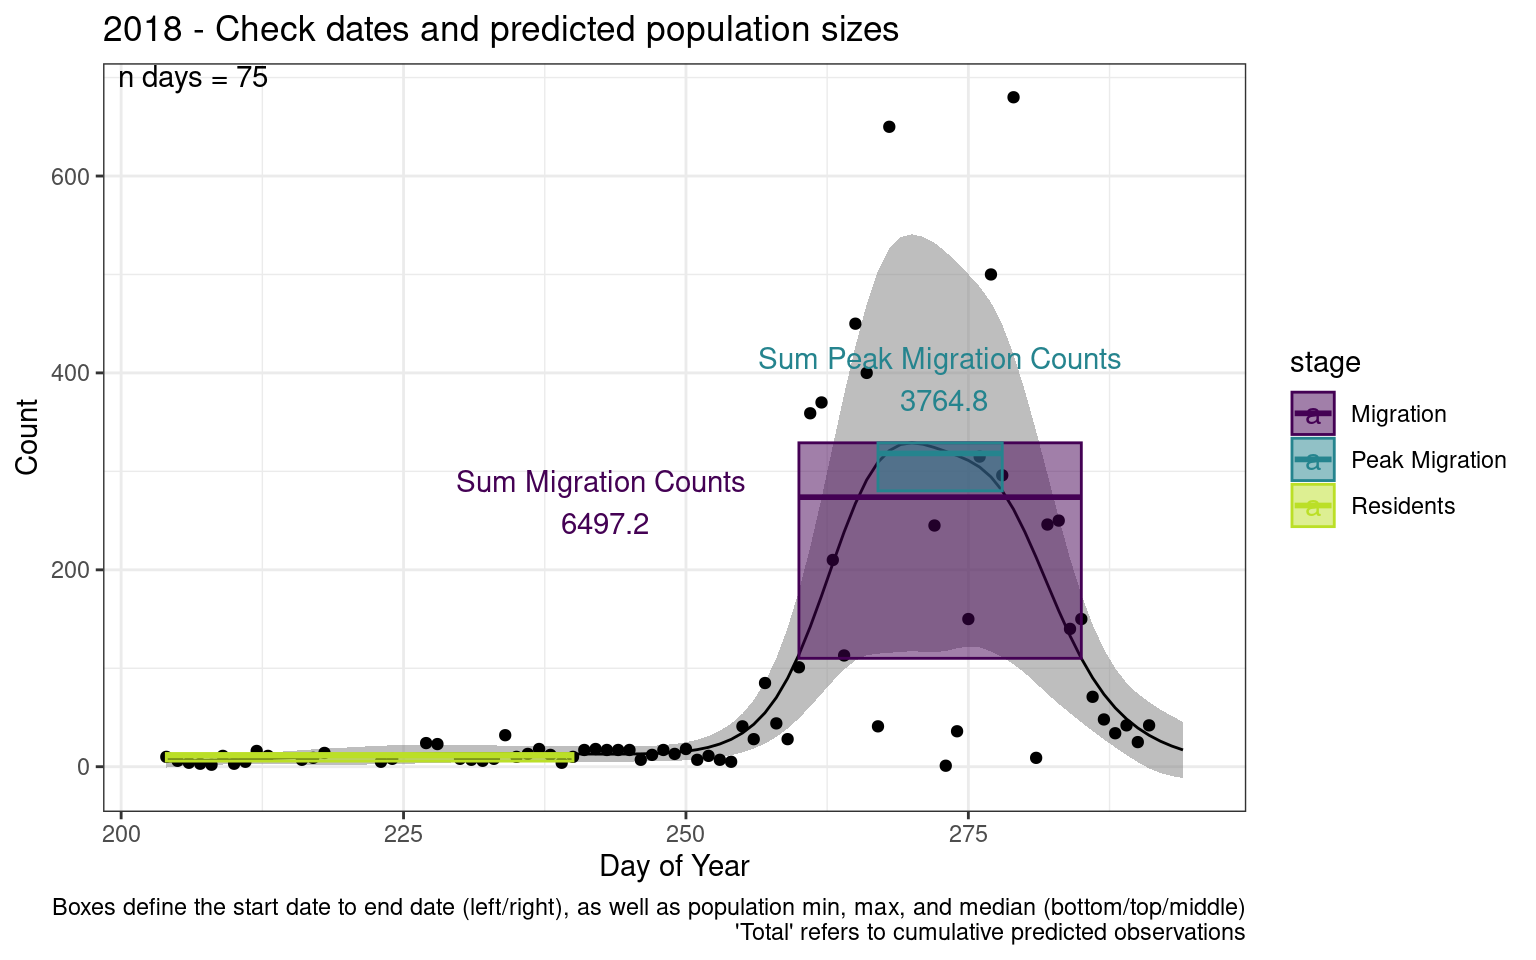 2018 - Check dates and predicted population sizes
n days = 75
Count
600
400
200
0
Sum Peak Migration Counts
3764.8
Sum Migration Counts
6497.2
200
225
250
275
Day of Year
stage
a Migration
a Peak Migration
a Residents
Boxes define the start date to end date (left/right), as well as population min, max, and median (bottom/top/middle)
'Total' refers to cumulative predicted observations